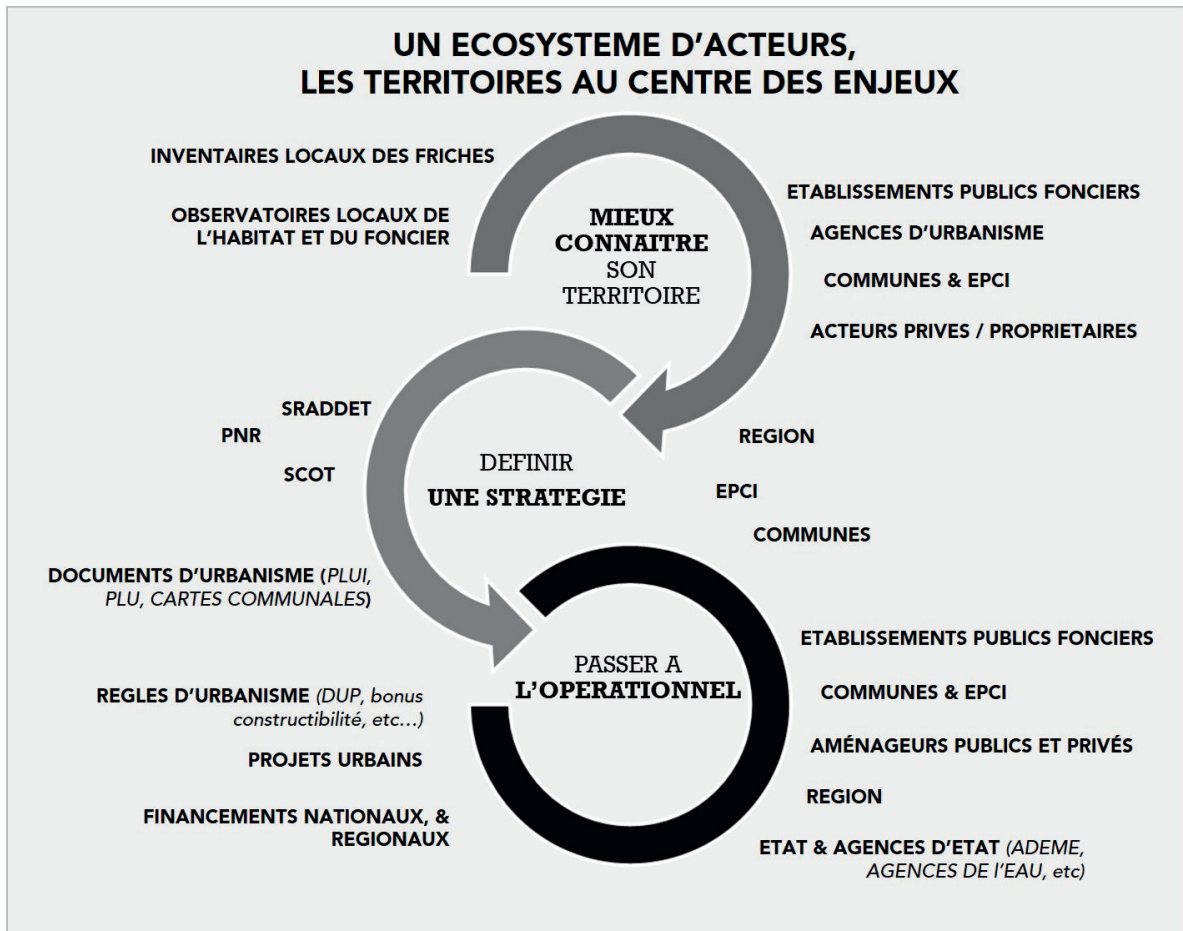 UN ECOSYSTEME D'ACTEURS,
LES TERRITOIRES AU CENTRE DES ENJEUX
INVENTAIRES LOCAUX DES FRICHES
OBSERVATOIRES LOCAUX DE
L'HABITAT ET DU FONCIER
MIEUX
CONNAITRE
SON
TERRITOIRE
ETABLISSEMENTS PUBLICS FONCIERS
AGENCES D'URBANISME
COMMUNES & EPCI
ACTEURS PRIVES / PROPRIETAIRES
SRADDET
PNR
SCOT
DOCUMENTS D'URBANISME (PLUI,
PLU, CARTES COMMUNALES)
DEFINIR
UNE STRATEGIE
REGION
EPCI
COMMUNES
REGLES D'URBANISME (DUP, bonus
constructibilité, etc…)
PROJETS URBAINS
FINANCEMENTS NATIONAUX, &
REGIONAUX
PASSER A
L'OPERATIONNEL
ETABLISSEMENTS PUBLICS FONCIERS
COMMUNES & EPCI
AMÉNAGEURS PUBLICS ET PRIVÉS
REGION
ETAT & AGENCES D'ETAT (ADEME,
AGENCES DE l'EAU, etc)